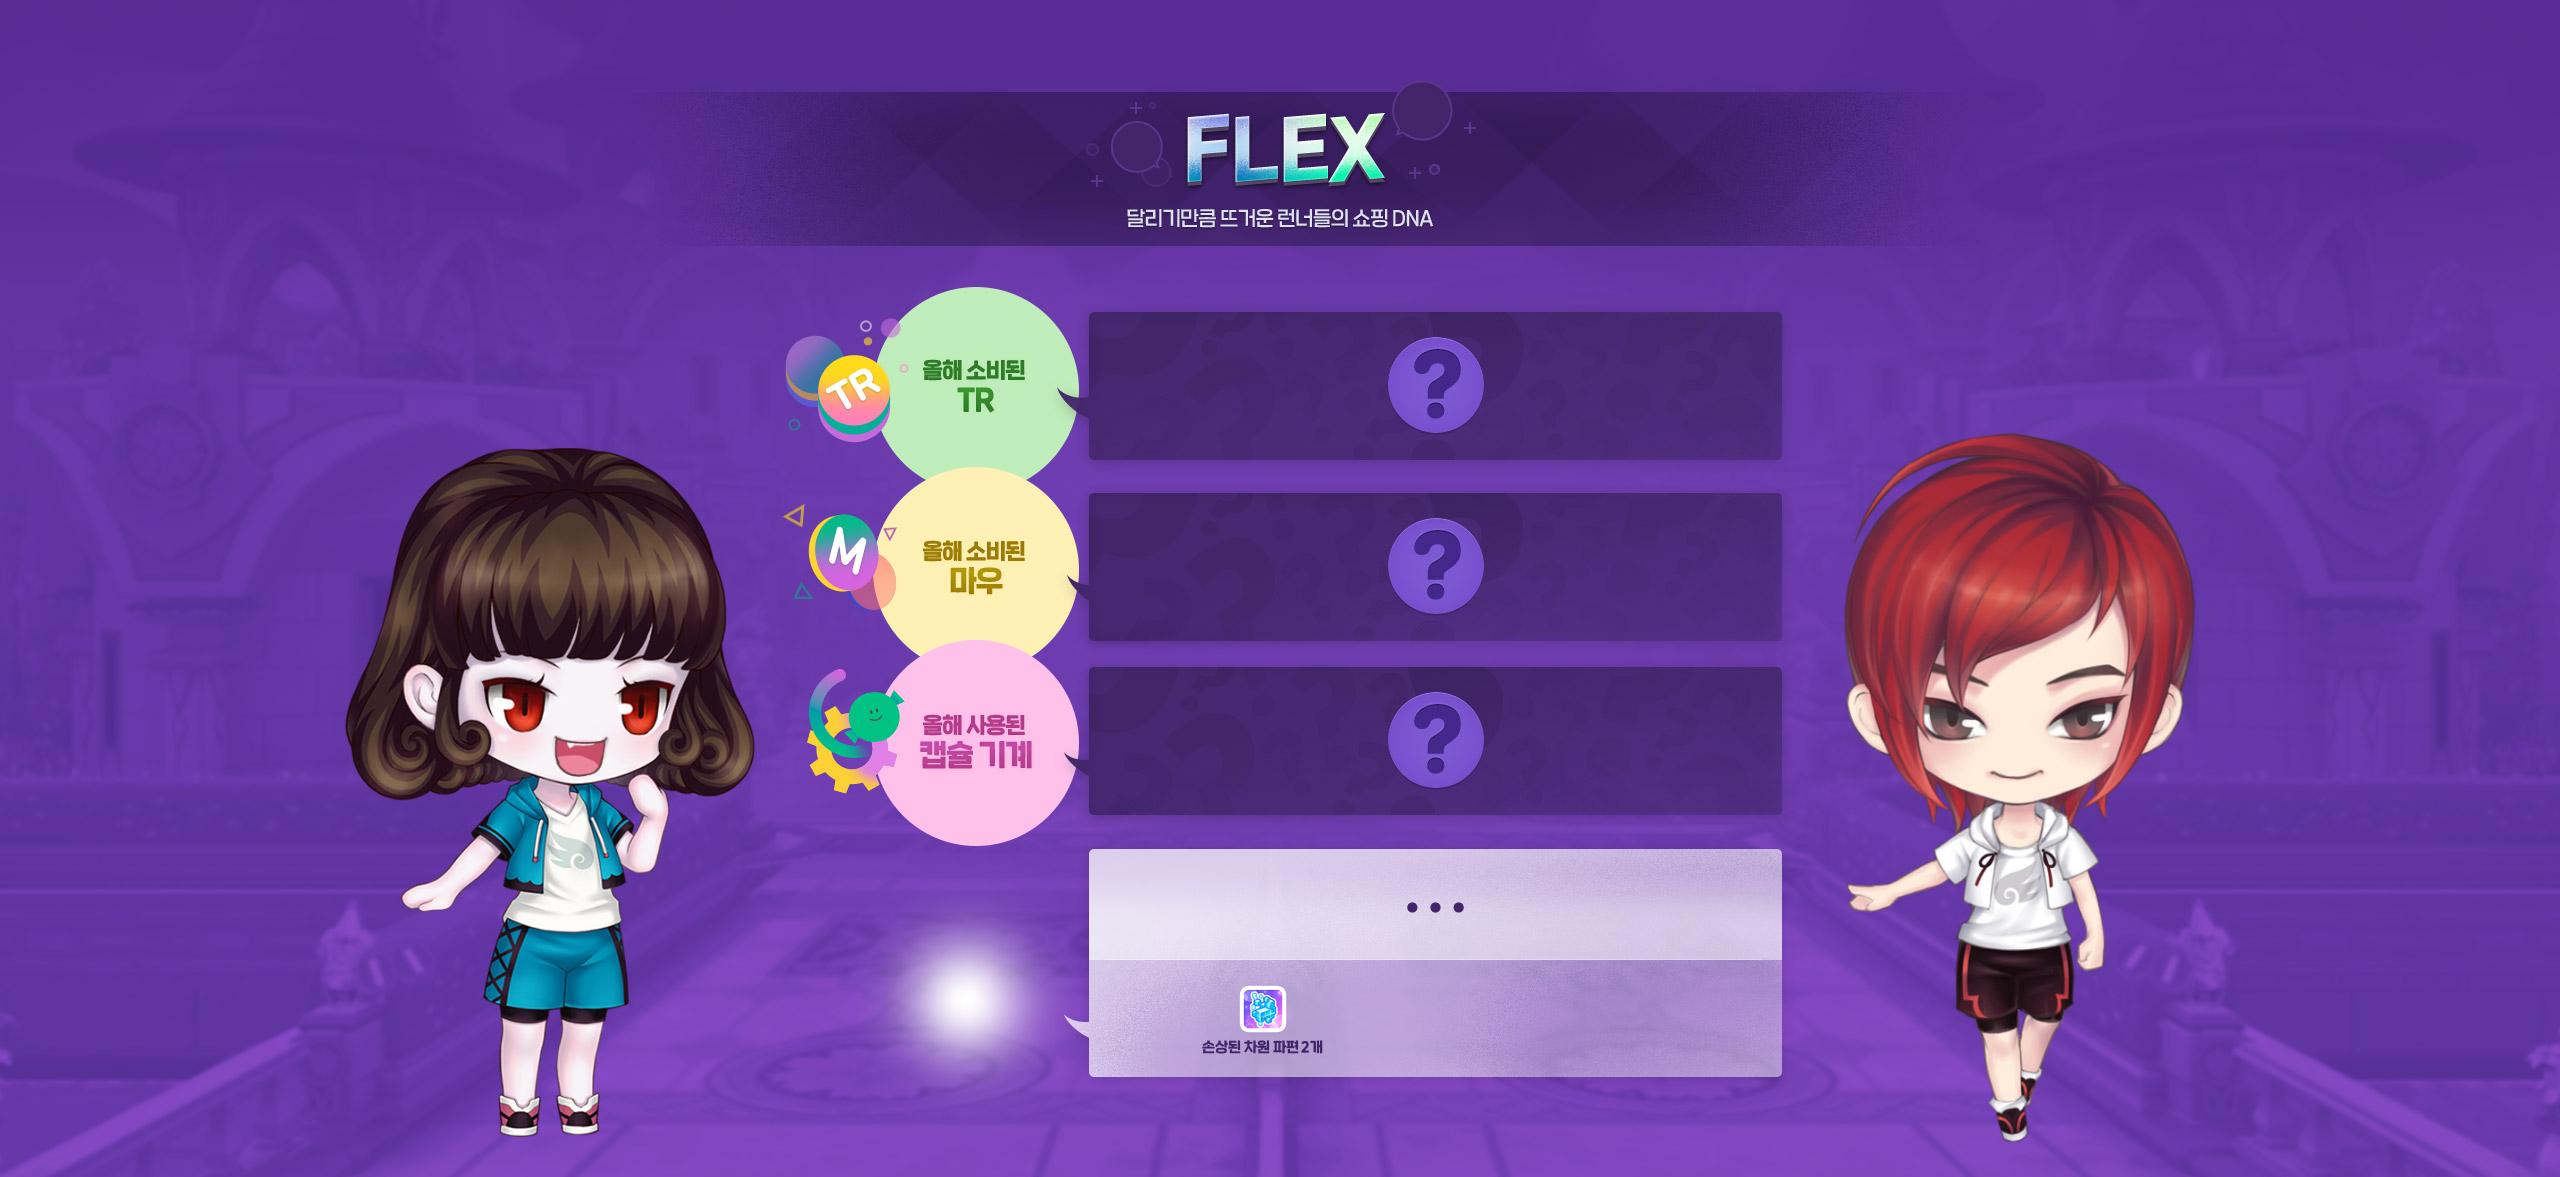 FLEX
달리기만큼 뜨거운 런너들의 쇼핑 DNA
TR
올해 소비된
TR
?
M
올해 소비된
마우
?
올해 사용된
캡슐 기계
?
...
손상된 차원 파편 2개